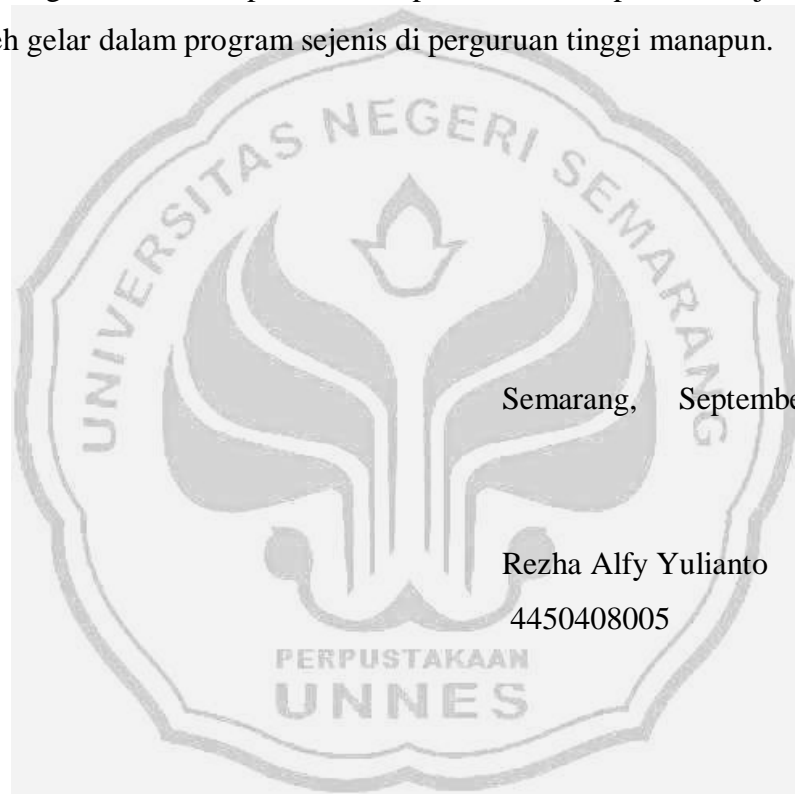 eh gelar dalam program sejenis di perguruan tinggi manapun.
UNIVERSITAS NEGERI SEMARANG
Semarang, Septembe
Rezha Alfy Yulianto
4450408005
PERPUSTAKAAN
UNNES